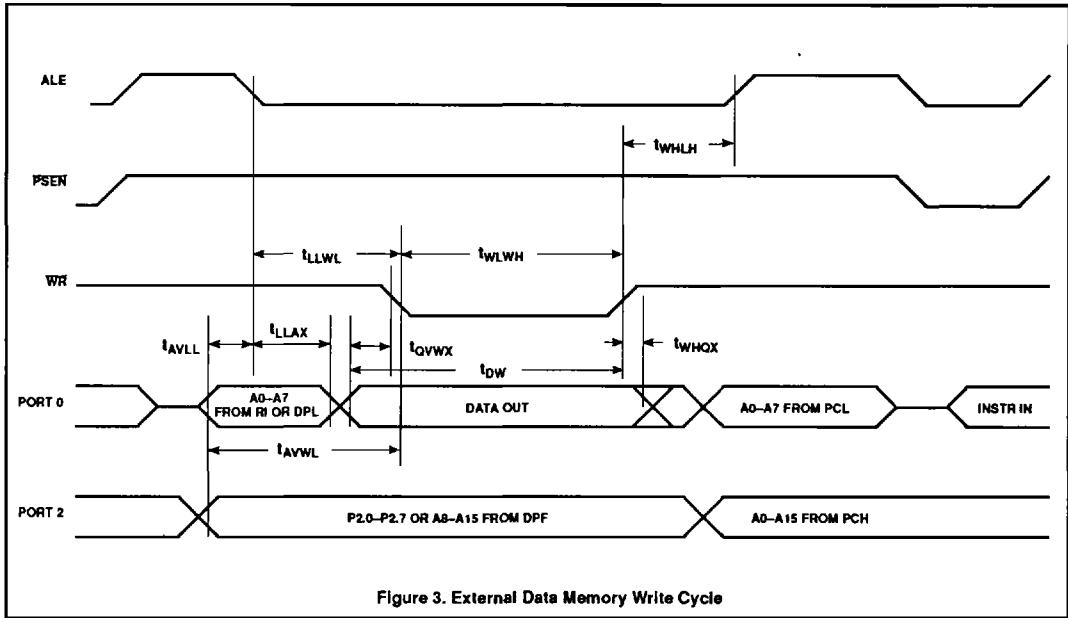 ALE
tWHLH
PSEN
tLLWL
tWLWH
WR
tAVLL
tLLAX
tQVWX
tWHQX
tDW
PORT 0
A0–A7
FROM RI OR DPL
DATA OUT
A0–A7 FROM PCL
INSTR IN
tAVWL
PORT 2
P2.0–P2.7 OR A8–A15 FROM DPF
A0–A15 FROM PCH
Figure 3. External Data Memory Write Cycle